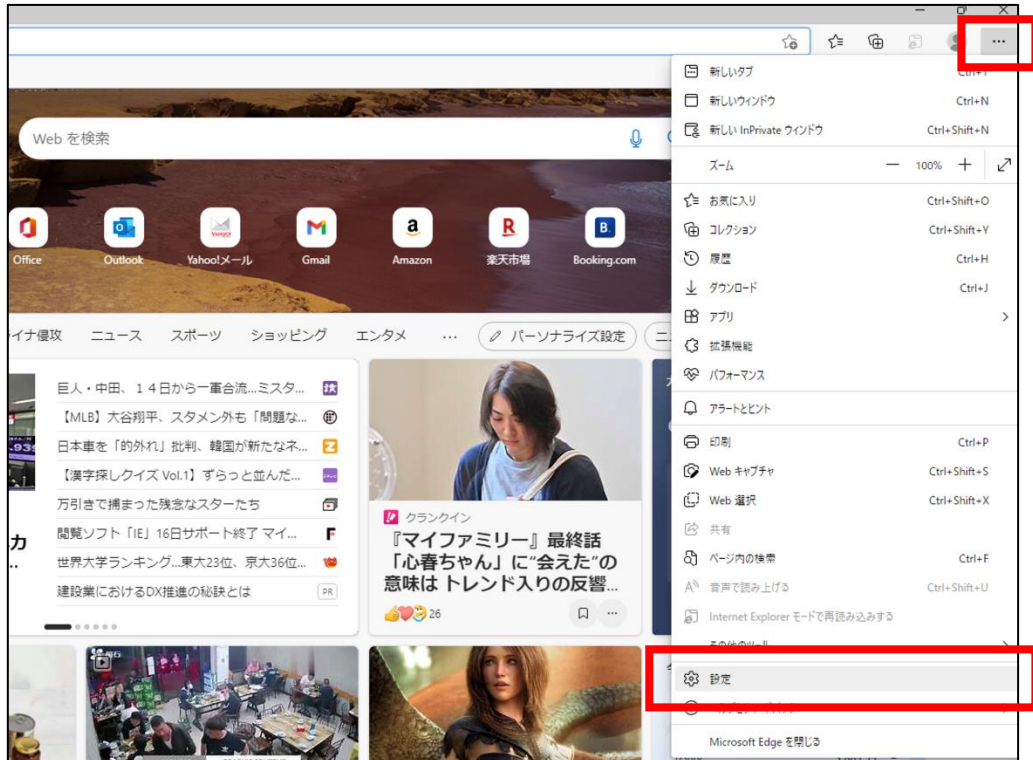 Web を検索
Office
Outlook
Yahoo!メール
Gmail
Amazon
楽天市場
Booking.com
イナ侵攻
ニュース
スポーツ
ショッピング
エンタメ
…
パーソナライズ設定
ニ
巨人・中田、１４日から一軍合流...ミスタ...
【MLB】大谷翔平、スタメン外も「問題な...
日本車を「的外れ」批判、韓国が新たなネ...
【漢字探しクイズ Vol.1】ずらっと並んだ...
万引きで捕まった残念なスターたち
閲覧ソフト「IE」16日サポート終了 マイ...
世界大学ランキング...東大23位、京大36位...
建設業におけるDX推進の秘訣とは
PR
カ
..
クランクイン
『マイファミリー』最終話
「心春ちゃん」に“会えた”の
意味は トレンド入りの反響...
26
新しいタブ Ctrl+T
新しいウィンドウ Ctrl+N
新しい InPrivate ウィンドウ Ctrl+Shift+N
ズーム — 100% +
お気に入り Ctrl+Shift+O
コレクション Ctrl+Shift+Y
履歴 Ctrl+H
ダウンロード Ctrl+J
アプリ
拡張機能
パフォーマンス
アラートとヒント
印刷 Ctrl+P
Web キャプチャ Ctrl+Shift+S
Web 選択 Ctrl+Shift+X
共有
ページ内の検索 Ctrl+F
音声で読み上げる Ctrl+Shift+U
Internet Explorer モードで再読み込みする
その他のツール
設定
Microsoft Edge を閉じる